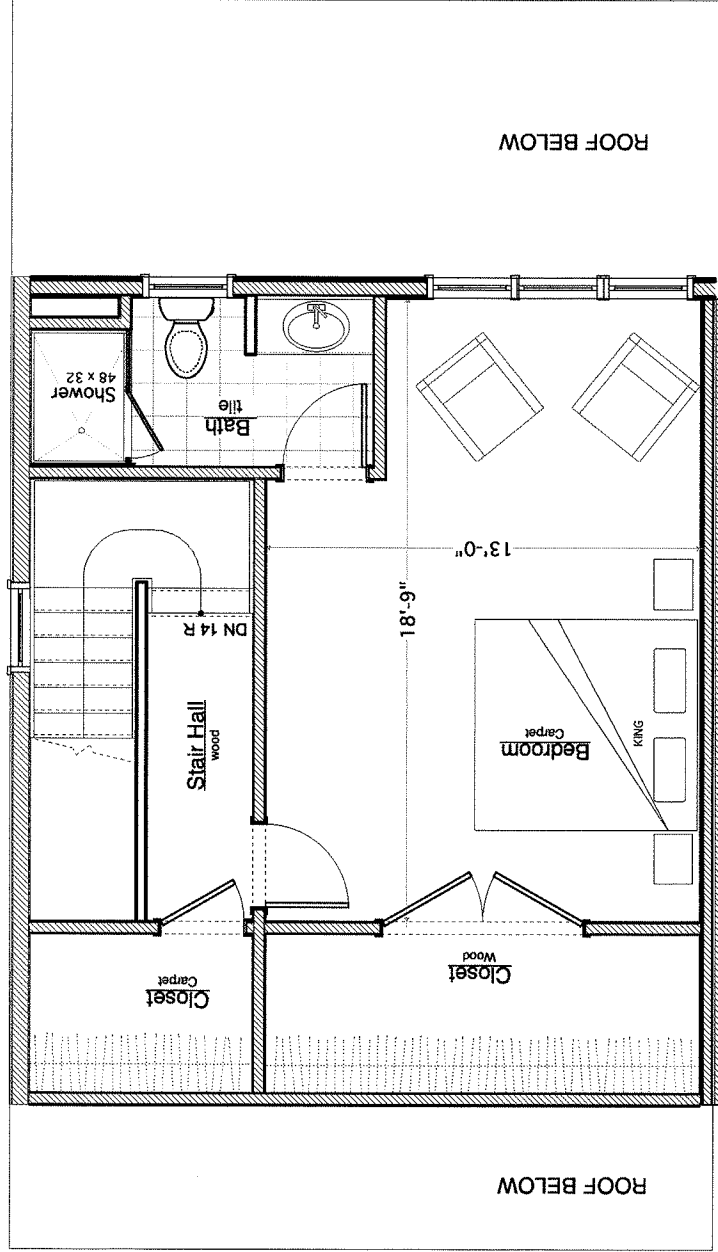 ROOF BELOW
Closet
Wood
Closet
Carpet
Bedroom
Carpet
KING
Stair Hall
wood
DN 14 R
18'-9"
13'-0"
Bath
tile
Shower
48 x 32
ROOF BELOW